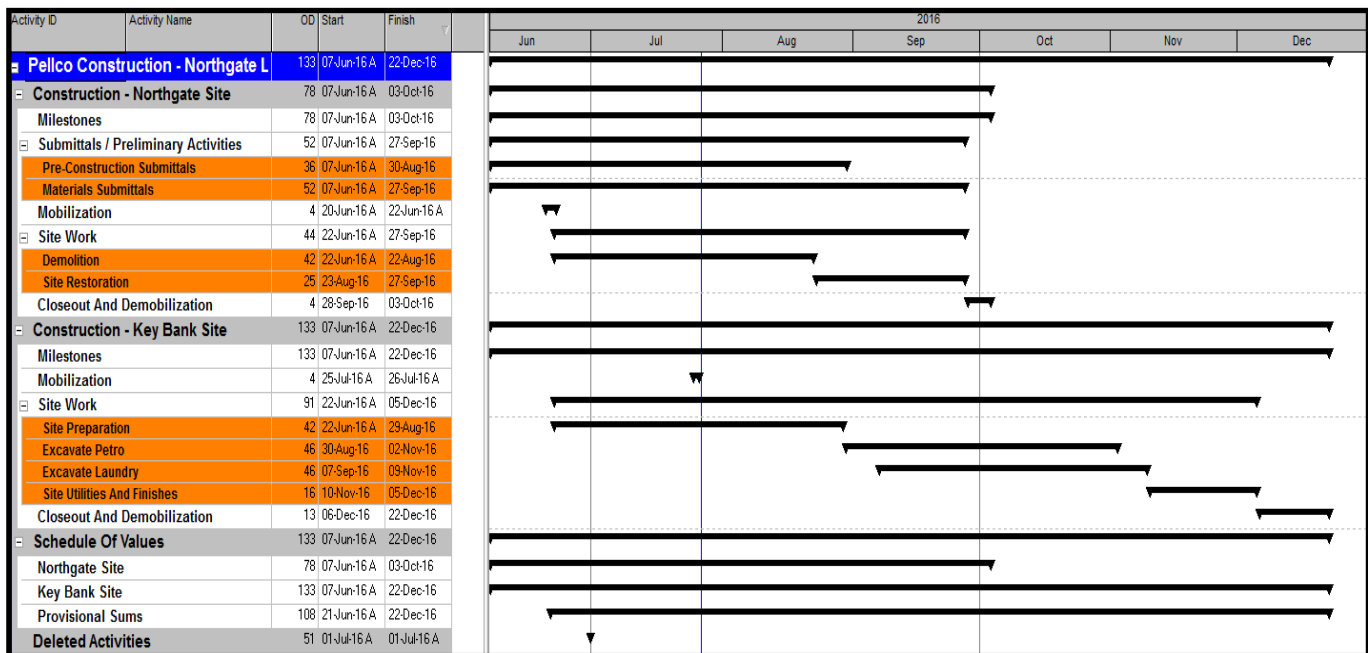 Activity ID Activity Name OD Start Finish 2016
Jun Jul Aug Sep Oct Nov Dec
Pellco Construction - Northgate L 133 07-Jun-16 A 22-Dec-16
Construction - Northgate Site 78 07-Jun-16 A 03-Oct-16
Milestones 78 07-Jun-16 A 03-Oct-16
Submittals / Preliminary Activities 52 07-Jun-16 A 27-Sep-16
Pre-Construction Submittals 36 07-Jun-16 A 30-Aug-16
Materials Submittals 52 07-Jun-16 A 27-Sep-16
Mobilization 4 20-Jun-16 A 22-Jun-16 A
Site Work 44 22-Jun-16 A 27-Sep-16
Demolition 42 22-Jun-16 A 22-Aug-16
Site Restoration 25 23-Aug-16 27-Sep-16
Closeout And Demobilization 4 28-Sep-16 03-Oct-16
Construction - Key Bank Site 133 07-Jun-16 A 22-Dec-16
Milestones 133 07-Jun-16 A 22-Dec-16
Mobilization 4 25-Jul-16 A 26-Jul-16 A
Site Work 91 22-Jun-16 A 05-Dec-16
Site Preparation 42 22-Jun-16 A 29-Aug-16
Excavate Petro 46 30-Aug-16 02-Nov-16
Excavate Laundry 46 07-Sep-16 09-Nov-16
Site Utilities And Finishes 16 10-Nov-16 05-Dec-16
Closeout And Demobilization 13 06-Dec-16 22-Dec-16
Schedule Of Values 133 07-Jun-16 A 22-Dec-16
Northgate Site 78 07-Jun-16 A 03-Oct-16
Key Bank Site 133 07-Jun-16 A 22-Dec-16
Provisional Sums 108 21-Jun-16 A 22-Dec-16
Deleted Activities 51 01-Jul-16 A 01-Jul-16 A